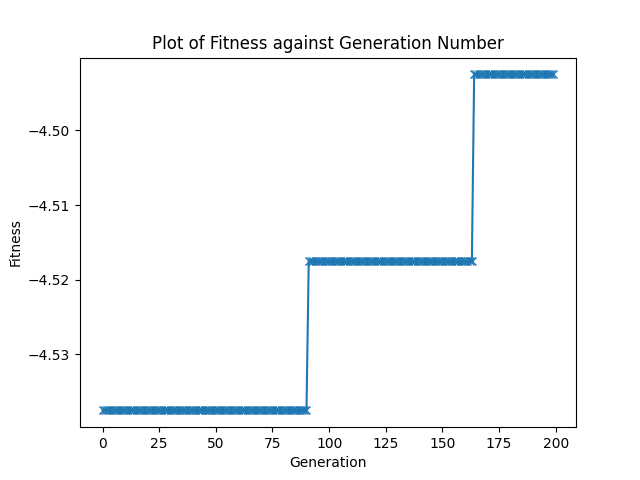 Plot of Fitness against Generation Number
−4.50
−4.51
−4.52
−4.53
Fitness
0 25 50 75 100 125 150 175 200
Generation